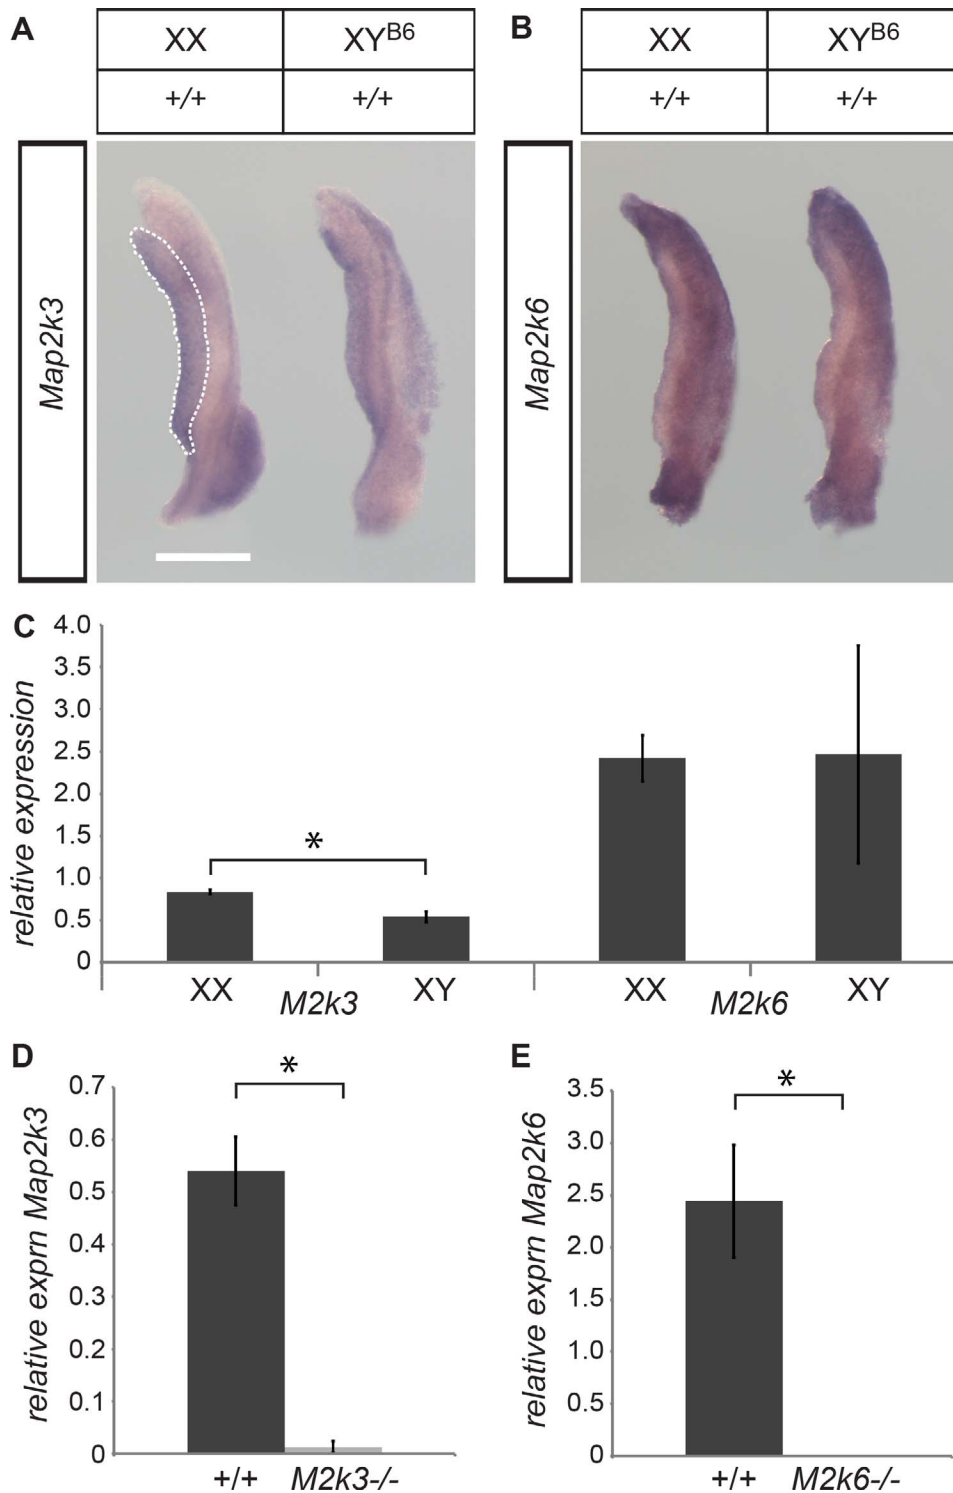 A
XX XY^B6
+/+ +/+
Map2k3
B
XX XY^B6
+/+ +/+
Map2k6
C
relative expression
4.0
3.5
3.0
2.5
2.0
1.5
1.0
0.5
0
*
XX M2k3 XY XX M2k6 XY
D
relative exprn Map2k3
0.7
0.6
0.5
0.4
0.3
0.2
0.1
0
*
+/+ M2k3-/-
E
relative exprn Map2k6
3.5
3.0
2.5
2.0
1.5
1.0
0.5
0
*
+/+ M2k6-/-